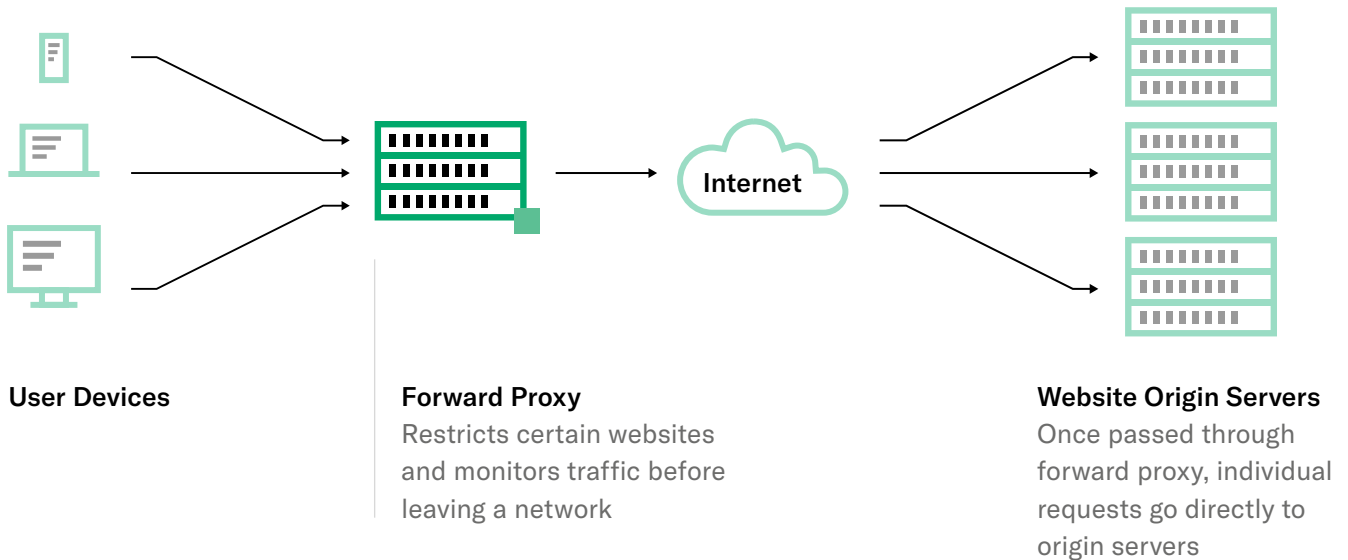 Internet
User Devices
Forward Proxy
Restricts certain websites
and monitors traffic before
leaving a network
Website Origin Servers
Once passed through
forward proxy, individual
requests go directly to
origin servers